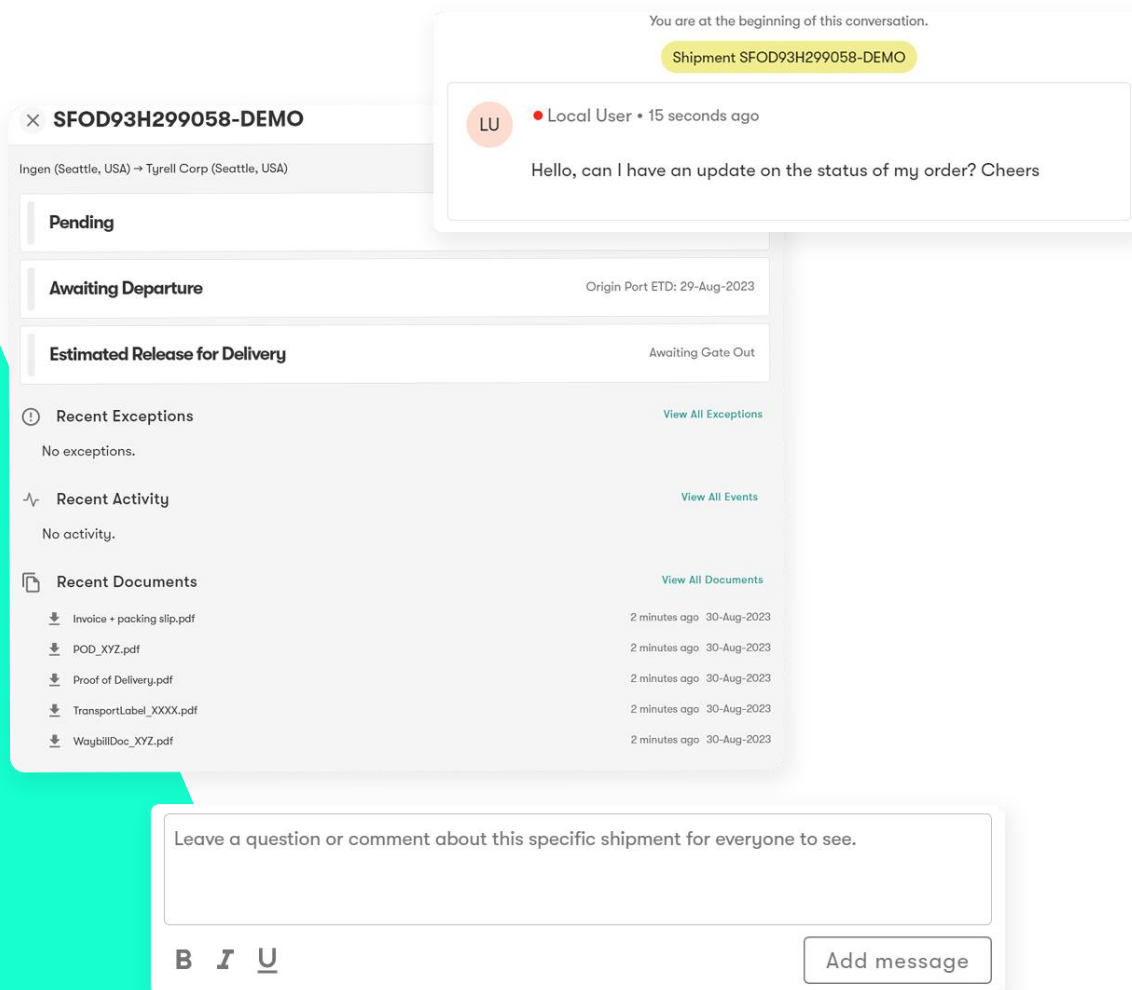 You are at the beginning of this conversation.
Shipment SFOD93H299058-DEMO
LU
Local User • 15 seconds ago
Hello, can I have an update on the status of my order? Cheers
SFOD93H299058-DEMO
Ingen (Seattle, USA) → Tyrell Corp (Seattle, USA)
Pending
Awaiting Departure Origin Port ETD: 29-Aug-2023
Estimated Release for Delivery Awaiting Gate Out
Recent Exceptions View All Exceptions
No exceptions.
Recent Activity View All Events
No activity.
Recent Documents View All Documents
Invoice + packing slip.pdf 2 minutes ago 30-Aug-2023
POD_XYZ.pdf 2 minutes ago 30-Aug-2023
Proof of Delivery.pdf 2 minutes ago 30-Aug-2023
TransportLabel_XXXX.pdf 2 minutes ago 30-Aug-2023
WaybillDoc_XYZ.pdf 2 minutes ago 30-Aug-2023
Leave a question or comment about this specific shipment for everyone to see.
B I U Add message